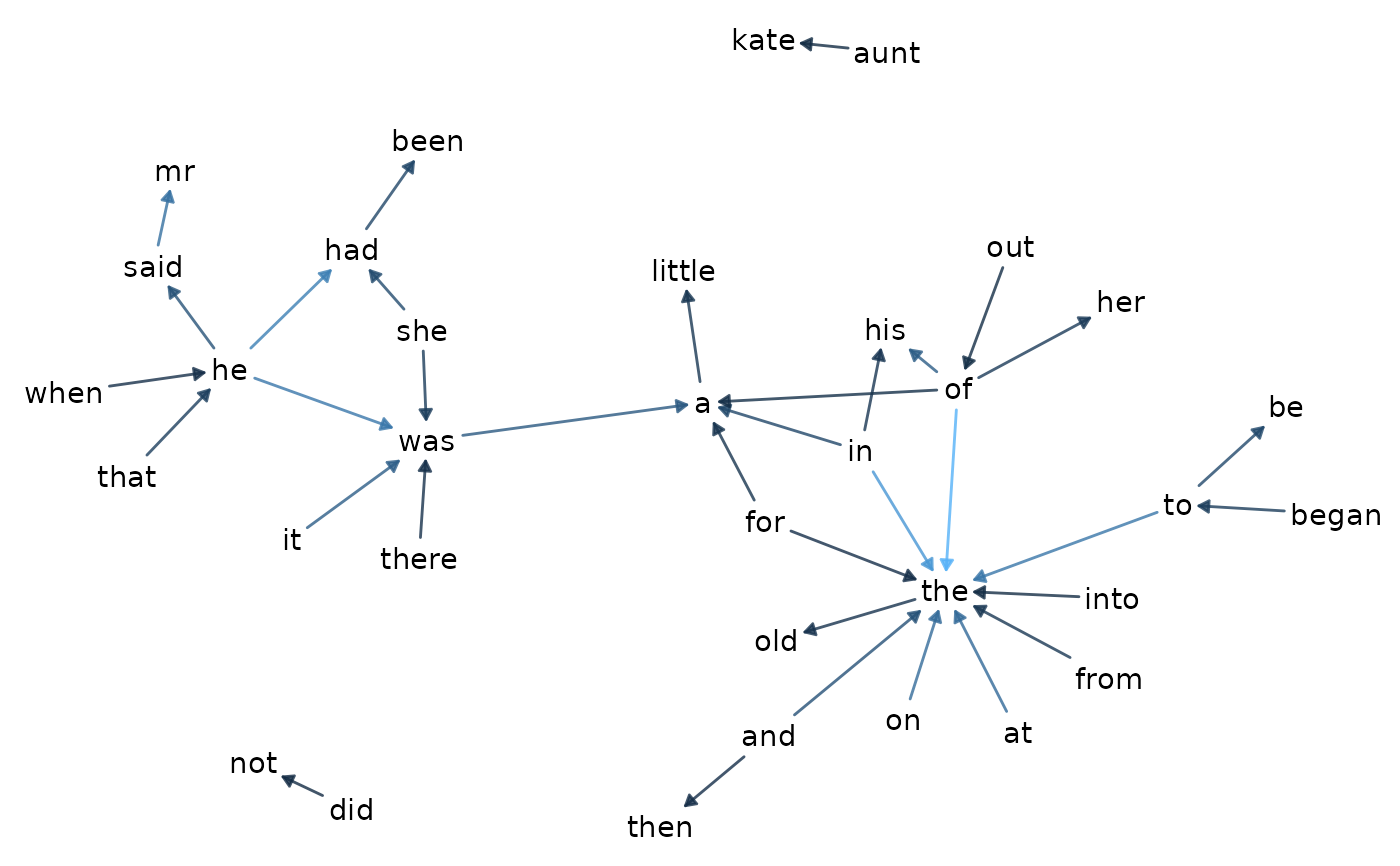 kate
aunt
been
mr
had
said
out
little
her
she
his
he
when
of
a
be
was
in
that
to
began
for
it
there
the
into
old
from
on
at
and
not
did
then